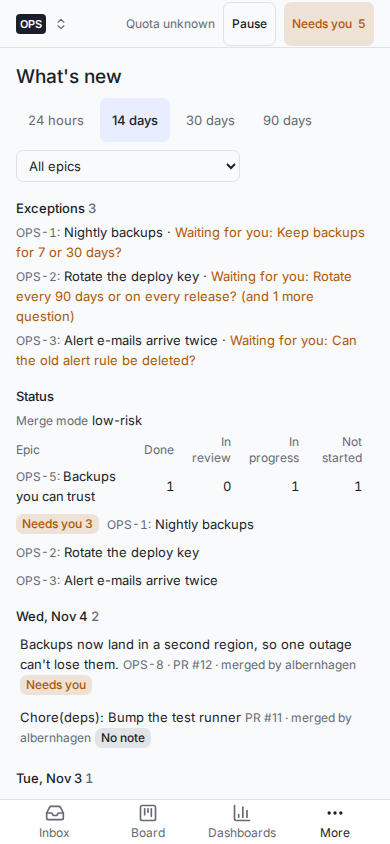 OPS Quota unknown Pause Needs you 5
What's new
24 hours 14 days 30 days 90 days
All epics
Exceptions 3
OPS-1: Nightly backups · Waiting for you: Keep backups
for 7 or 30 days?
OPS-2: Rotate the deploy key · Waiting for you: Rotate
every 90 days or on every release? (and 1 more
question)
OPS-3: Alert e-mails arrive twice · Waiting for you: Can
the old alert rule be deleted?
Status
Merge mode low-risk
Epic Done In review In progress Not started
OPS-5: Backups you can trust 1 0 1 1
Needs you 3 OPS-1: Nightly backups
OPS-2: Rotate the deploy key
OPS-3: Alert e-mails arrive twice
Wed, Nov 4 2
Backups now land in a second region, so one outage
can't lose them. OPS-8 · PR #12 · merged by albernhagen
Needs you
Chore(deps): Bump the test runner PR #11 · merged by
albernhagen No note
Tue, Nov 3 1
Inbox Board Dashboards More